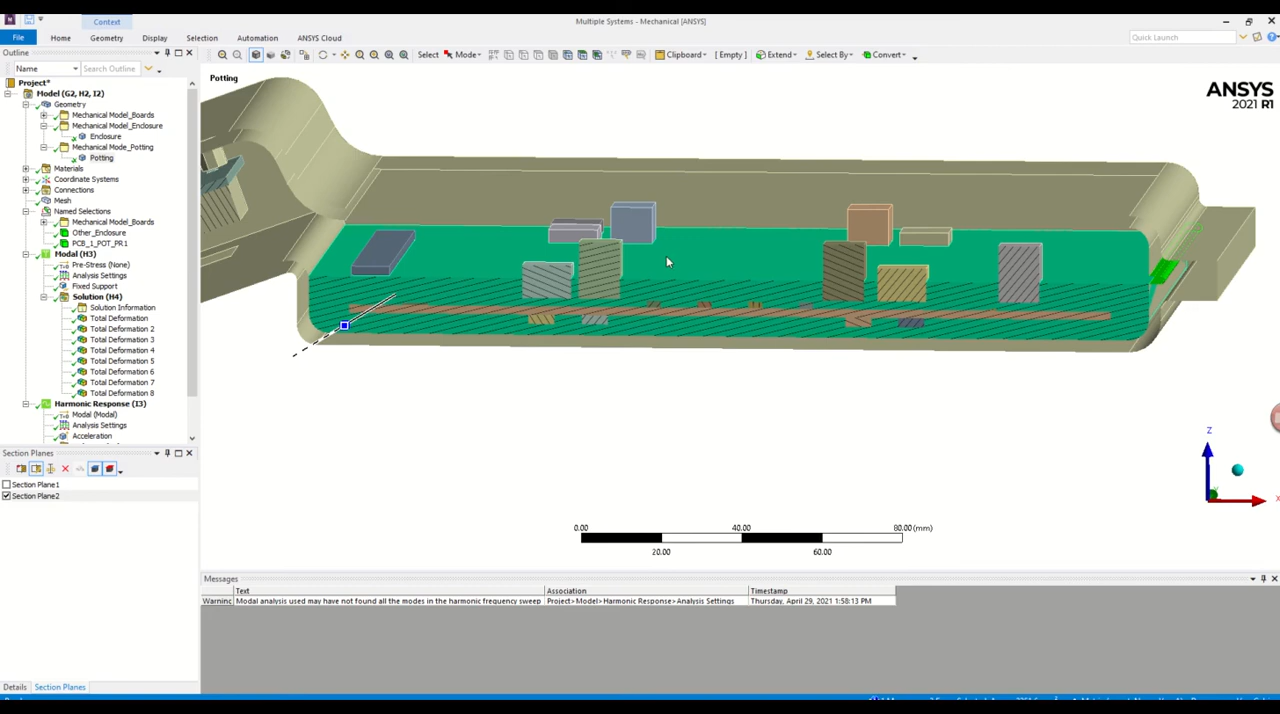 Context
Multiple Systems - Mechanical [ANSYS]
File Home Geometry Display Selection Automation ANSYS Cloud
Quick Launch
Outline
Name Search Outline
Select Mode Clipboard [ Empty ] Extend Select By Convert
Project*
Model (G2, H2, I2)
Geometry
Mechanical Model_Boards
Mechanical Model_Enclosure
Enclosure
Mechanical Mode_Potting
Potting
Materials
Coordinate Systems
Connections
Mesh
Named Selections
Mechanical Model_Boards
Other_Enclosure
PCB_1_POT_PR1
Modal (H3)
Pre-Stress (None)
Analysis Settings
Fixed Support
Solution (H4)
Solution Information
Total Deformation
Total Deformation 2
Total Deformation 3
Total Deformation 4
Total Deformation 5
Total Deformation 6
Total Deformation 7
Total Deformation 8
Harmonic Response (I3)
Modal (Modal)
Analysis Settings
Acceleration
Section Planes
Section Plane1
Section Plane2
Details Section Planes
Potting
ANSYS
2021 R1
Z
X
0.00 40.00 80.00 (mm)
20.00 60.00
Messages
Text Association Timestamp
Warning Modal analysis used may have not found all the modes in the harmonic frequency sweep Project>Model>Harmonic Response>Analysis Settings Thursday, April 29, 2021 1:58:13 PM